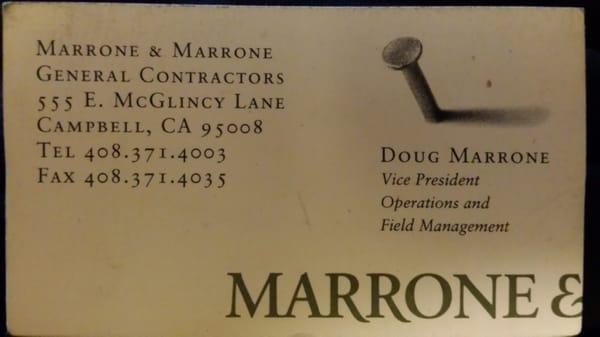 MARRONE & MARRONE
GENERAL CONTRACTORS
555 E. MCGLINCY LANE
CAMPBELL, CA 95008
TEL 408.371.4003
FAX 408.371.4035
DOUG MARRONE
Vice President
Operations and
Field Management
MARRONE &